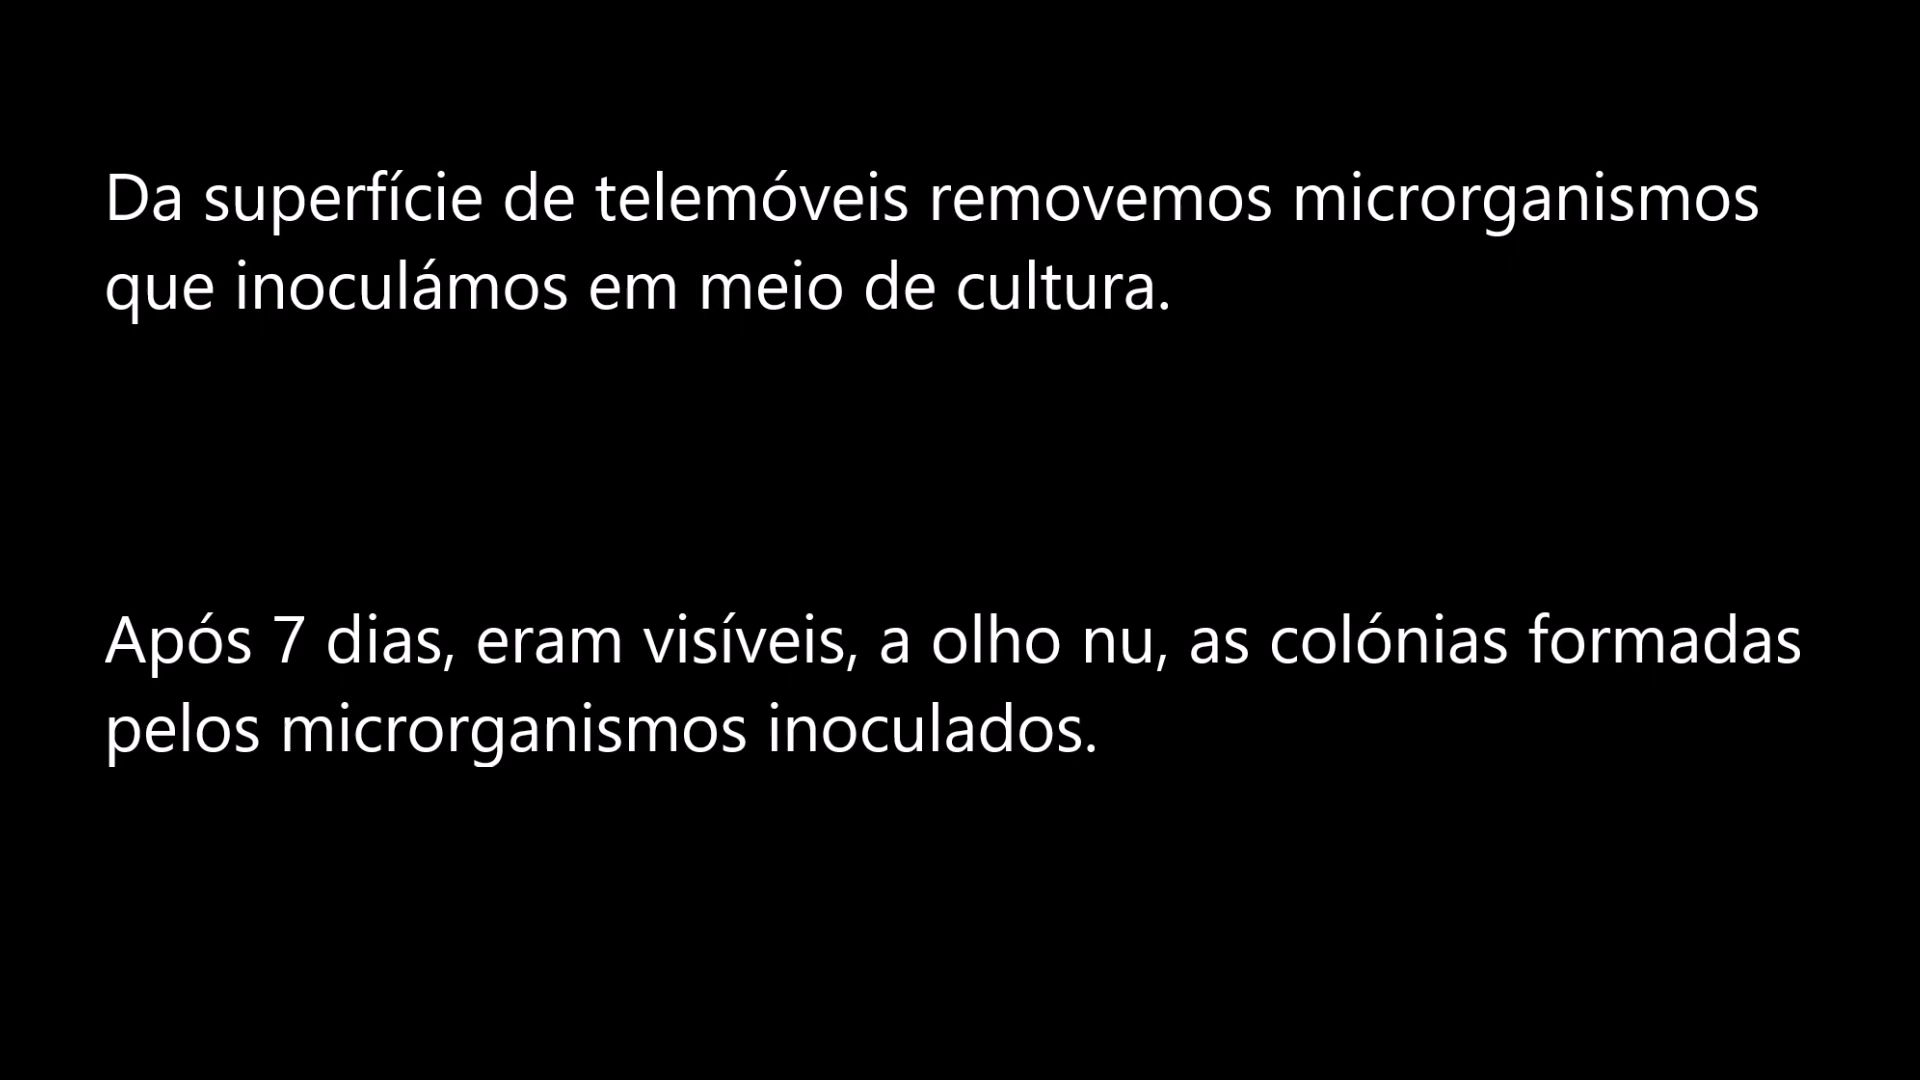 Da superfície de telemóveis removemos microrganismos
que inoculámos em meio de cultura.
Após 7 dias, eram visíveis, a olho nu, as colónias formadas
pelos microrganismos inoculados.